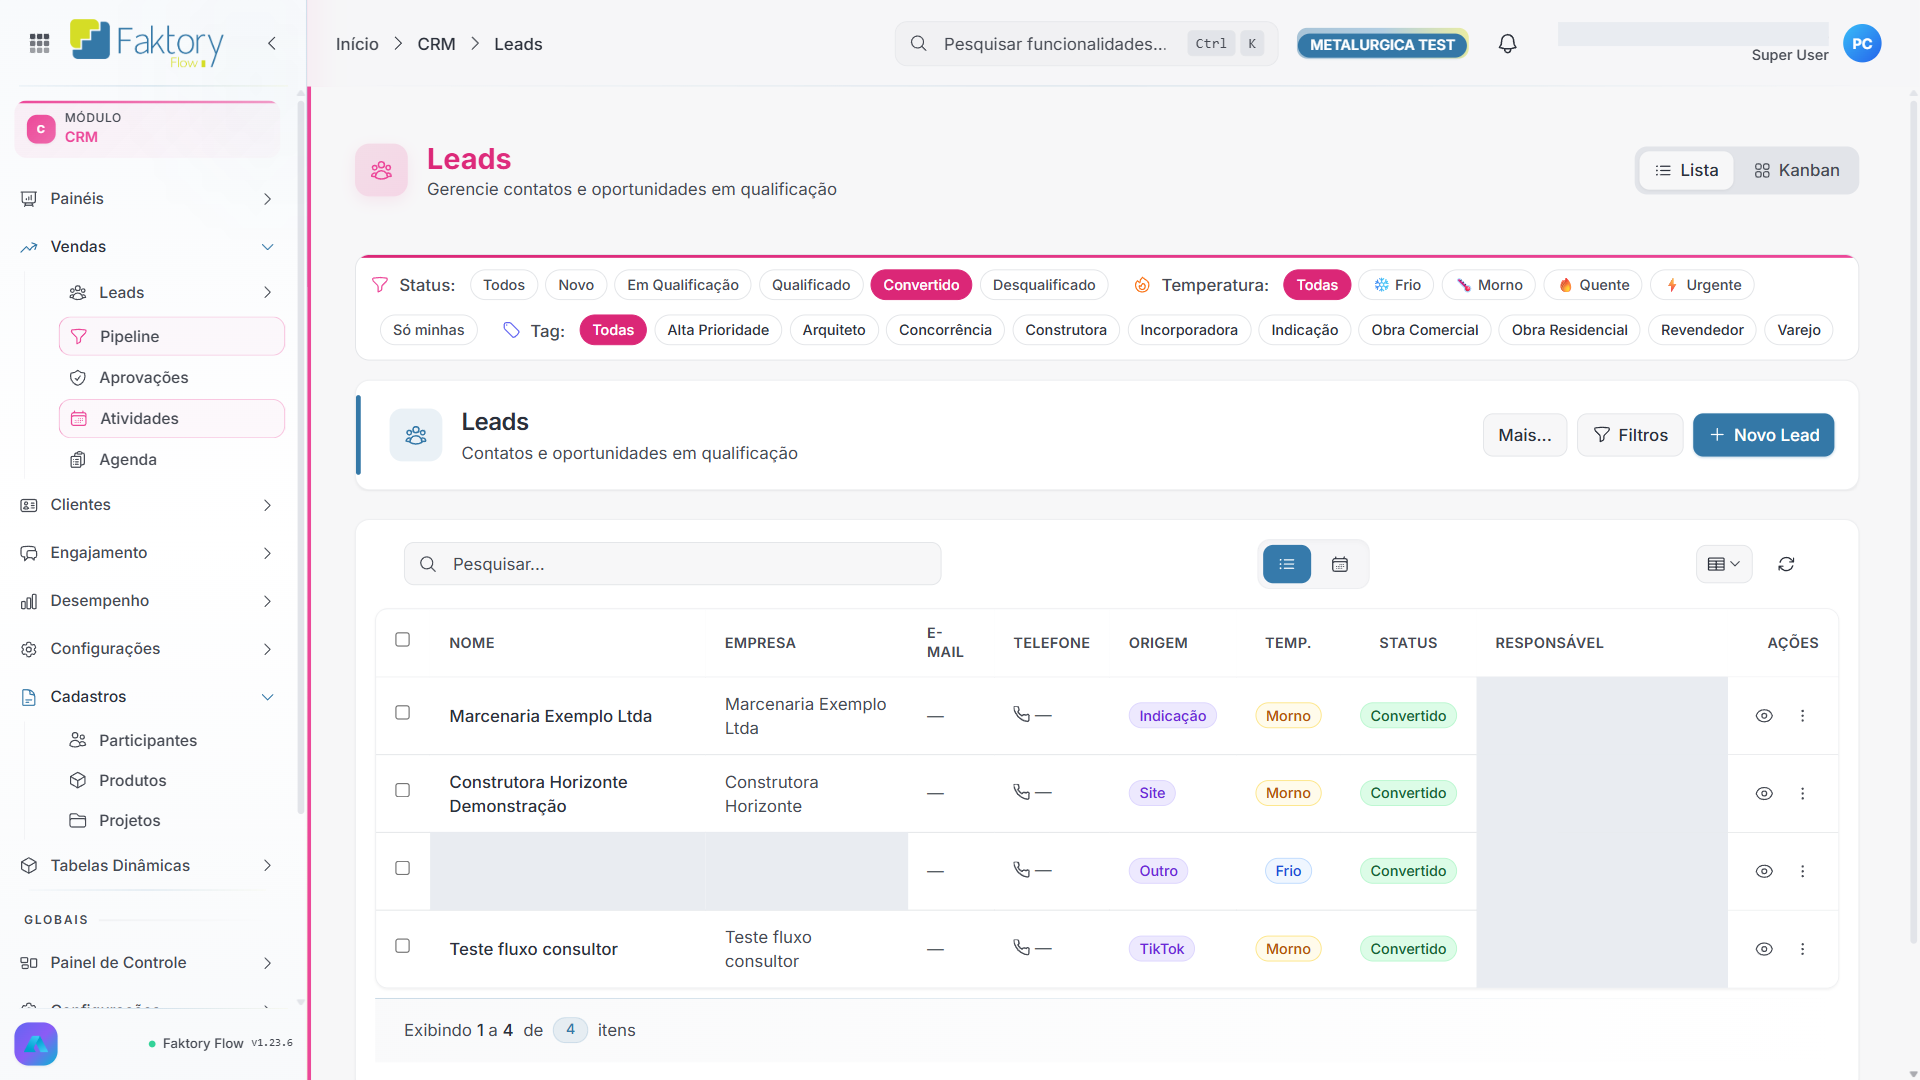 Faktory
Flow
Início > CRM > Leads
Pesquisar funcionalidades...
Ctrl K
METALURGICA TEST
Super User
PC
C
MÓDULO
CRM
Painéis
Vendas
Leads
Pipeline
Aprovações
Atividades
Agenda
Clientes
Engajamento
Desempenho
Configurações
Cadastros
Participantes
Produtos
Projetos
Tabelas Dinâmicas
GLOBAIS
Painel de Controle
Configurações
Faktory Flow v1.23.6
Leads
Gerencie contatos e oportunidades em qualificação
Lista Kanban
Status: Todos Novo Em Qualificação Qualificado Convertido Desqualificado Temperatura: Todas Frio Morno Quente Urgente
Só minhas Tag: Todas Alta Prioridade Arquiteto Concorrência Construtora Incorporadora Indicação Obra Comercial Obra Residencial Revendedor Varejo
Leads
Contatos e oportunidades em qualificação
Mais... Filtros + Novo Lead
Pesquisar...
NOME EMPRESA E-MAIL TELEFONE ORIGEM TEMP. STATUS RESPONSÁVEL AÇÕES
Marcenaria Exemplo Ltda Marcenaria Exemplo Ltda — — Indicação Morno Convertido
Construtora Horizonte Demonstração Construtora Horizonte — — Site Morno Convertido
— — Outro Frio Convertido
Teste fluxo consultor Teste fluxo consultor — — TikTok Morno Convertido
Exibindo 1 a 4 de 4 itens